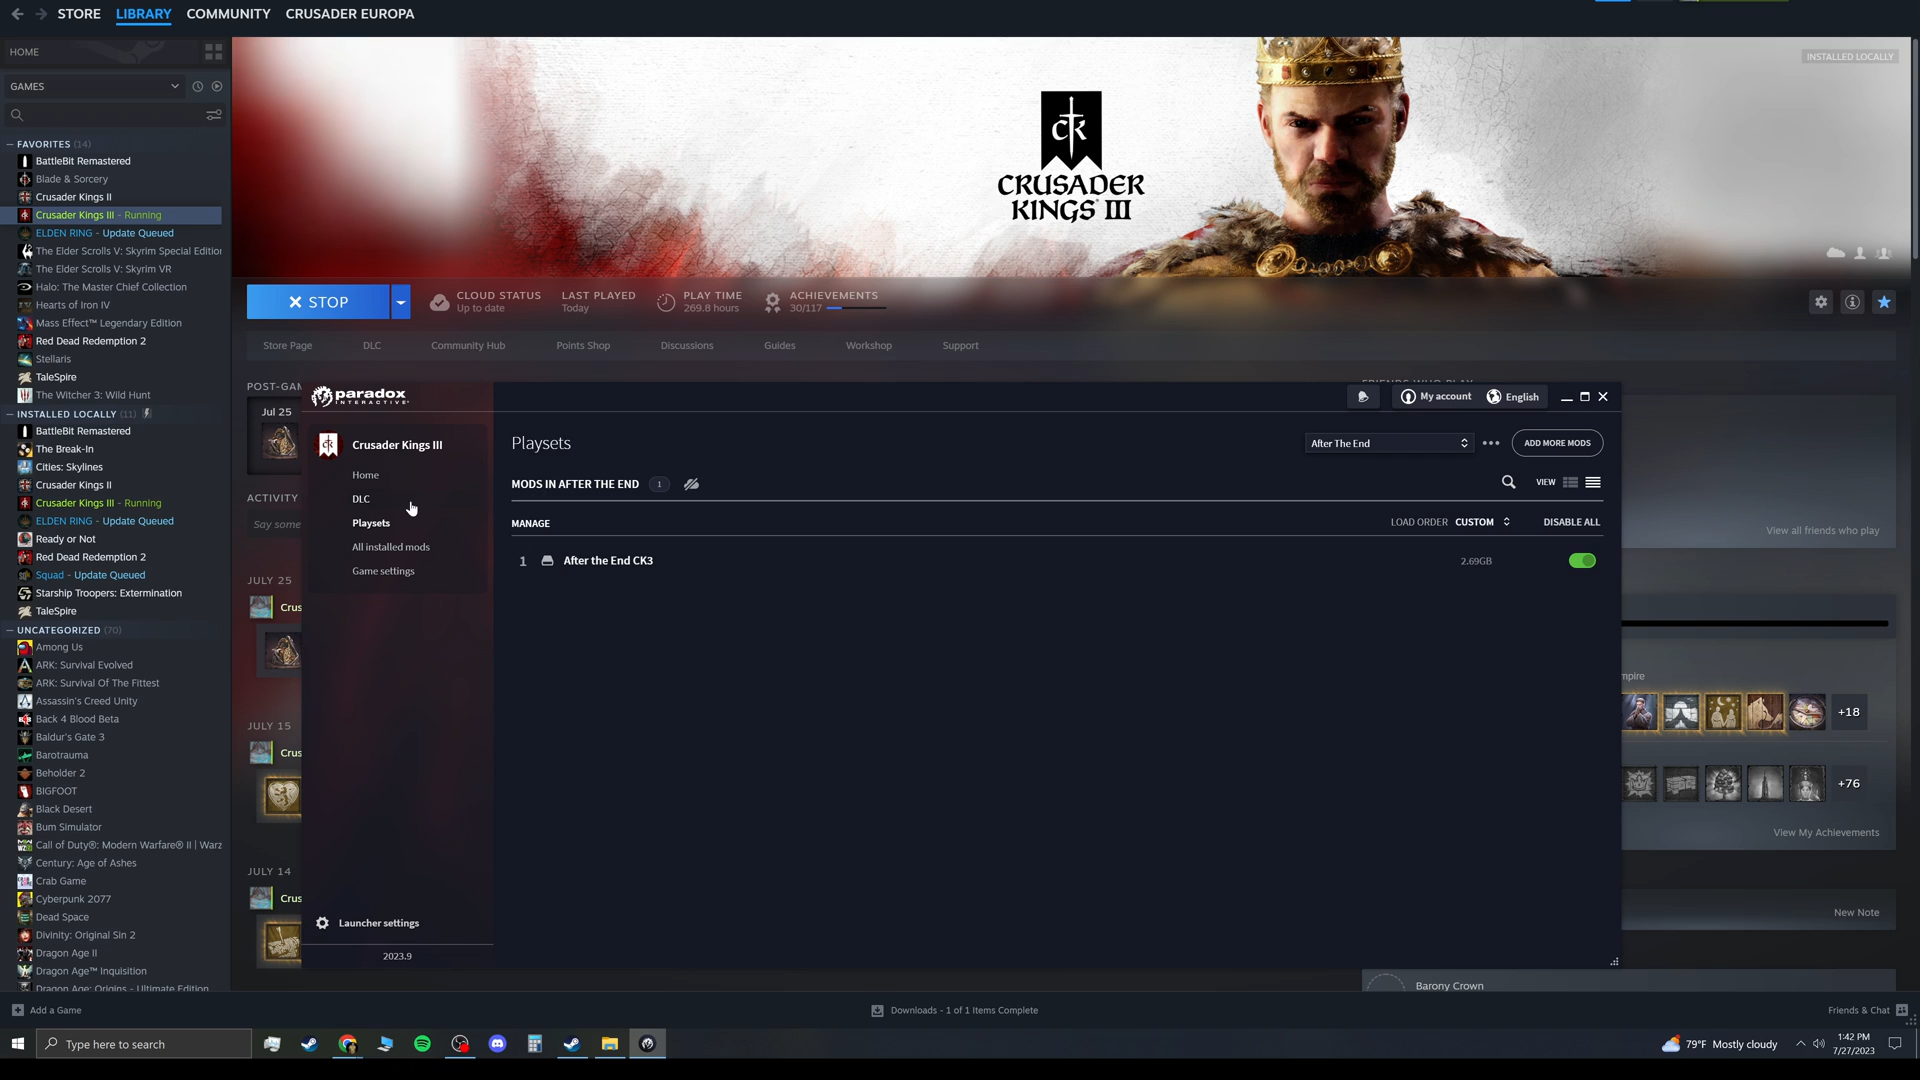 STORE LIBRARY COMMUNITY CRUSADER EUROPA
HOME
GAMES
FAVORITES (14)
BattleBit Remastered
Blade & Sorcery
Crusader Kings II
Crusader Kings III - Running
ELDEN RING - Update Queued
The Elder Scrolls V: Skyrim Special Edition
The Elder Scrolls V: Skyrim VR
Halo: The Master Chief Collection
Hearts of Iron IV
Mass Effect™ Legendary Edition
Red Dead Redemption 2
Stellaris
TaleSpire
The Witcher 3: Wild Hunt
INSTALLED LOCALLY (11)
BattleBit Remastered
The Break-In
Cities: Skylines
Crusader Kings II
Crusader Kings III - Running
ELDEN RING - Update Queued
Ready or Not
Red Dead Redemption 2
Squad - Update Queued
Starship Troopers: Extermination
TaleSpire
UNCATEGORIZED (70)
Among Us
ARK: Survival Evolved
ARK: Survival Of The Fittest
Assassin's Creed Unity
Back 4 Blood Beta
Baldur's Gate 3
Barotrauma
Beholder 2
BIGFOOT
Black Desert
Bum Simulator
Call of Duty®: Modern Warfare® II | Warz
Century: Age of Ashes
Crab Game
Cyberpunk 2077
Dead Space
Divinity: Original Sin 2
Dragon Age II
Dragon Age™ Inquisition
Dragon Age: Origins - Ultimate Edition
INSTALLED LOCALLY
ck
CRUSADER
KINGS III
STOP
CLOUD STATUS
Up to date
LAST PLAYED
Today
PLAY TIME
269.8 hours
ACHIEVEMENTS
30/117
Store Page DLC Community Hub Points Shop Discussions Guides Workshop Support
POST-GAM
Jul 25
ACTIVITY
Say some
JULY 25
Crus
JULY 15
Crus
JULY 14
Crus
paradox
INTERACTIVE
My account English
Crusader Kings III
Home
DLC
Playsets
All installed mods
Game settings
Launcher settings
2023.9
Playsets
After The End
ADD MORE MODS
MODS IN AFTER THE END 1
VIEW
MANAGE
LOAD ORDER CUSTOM
DISABLE ALL
1 After the End CK3 2.69GB
View all friends who play
mpire
+18
+76
View My Achievements
New Note
Barony Crown
Add a Game
Downloads - 1 of 1 Items Complete
Friends & Chat
Type here to search
79°F Mostly cloudy
1:42 PM
7/27/2023